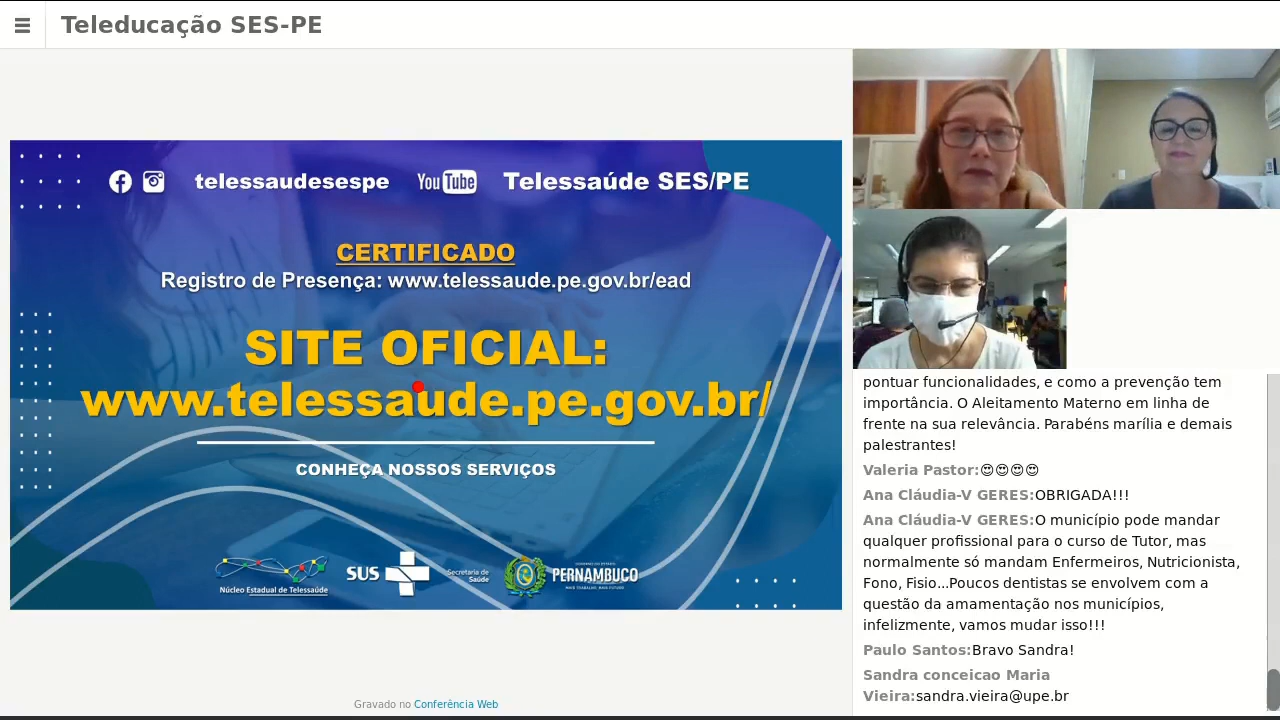 Teleducação SES-PE
telessaudesespe
YouTube
Telessaúde SES/PE
CERTIFICADO
Registro de Presença: www.telessaude.pe.gov.br/ead
SITE OFICIAL:
www.telessaude.pe.gov.br/
CONHEÇA NOSSOS SERVIÇOS
Núcleo Estadual de Telessaúde
SUS
Secretaria de
Saúde
PERNAMBUCO
Gravado no Conferência Web
pontuar funcionalidades, e como a prevenção tem
importância. O Aleitamento Materno em linha de
frente na sua relevância. Parabéns marília e demais
palestrantes!
Valeria Pastor:😍😍😍😍
Ana Cláudia-V GERES:OBRIGADA!!!
Ana Cláudia-V GERES:O município pode mandar
qualquer profissional para o curso de Tutor, mas
normalmente só mandam Enfermeiros, Nutricionista,
Fono, Fisio...Poucos dentistas se envolvem com a
questão da amamentação nos municípios,
infelizmente, vamos mudar isso!!!
Paulo Santos:Bravo Sandra!
Sandra conceicao Maria
Vieira:sandra.vieira@upe.br